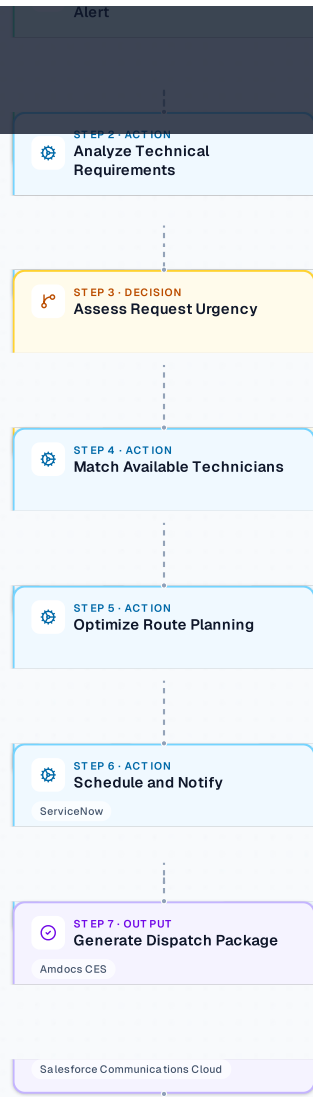 Alert
STEP 2 · ACTION
Analyze Technical
Requirements
STEP 3 · DECISION
Assess Request Urgency
STEP 4 · ACTION
Match Available Technicians
STEP 5 · ACTION
Optimize Route Planning
STEP 6 · ACTION
Schedule and Notify
ServiceNow
STEP 7 · OUTPUT
Generate Dispatch Package
Amdocs CES
Salesforce Communications Cloud